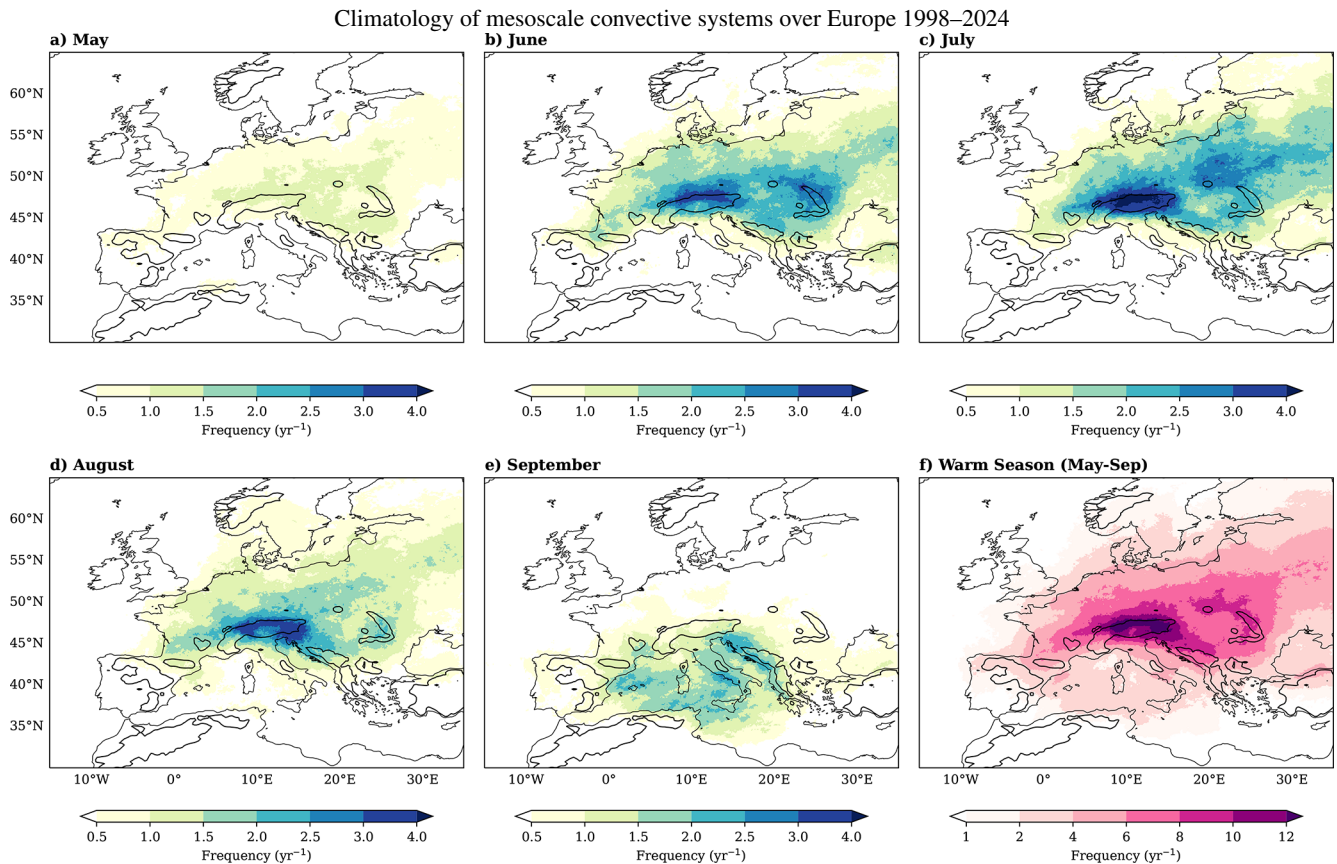 Climatology of mesoscale convective systems over Europe 1998–2024
a) May
b) June
c) July
60°N
55°N
50°N
45°N
40°N
35°N
0.5 1.0 1.5 2.0 2.5 3.0 4.0
Frequency (yr⁻¹)
0.5 1.0 1.5 2.0 2.5 3.0 4.0
Frequency (yr⁻¹)
0.5 1.0 1.5 2.0 2.5 3.0 4.0
Frequency (yr⁻¹)
d) August
e) September
f) Warm Season (May-Sep)
60°N
55°N
50°N
45°N
40°N
35°N
10°W 0° 10°E 20°E 30°E
10°W 0° 10°E 20°E 30°E
10°W 0° 10°E 20°E 30°E
0.5 1.0 1.5 2.0 2.5 3.0 4.0
Frequency (yr⁻¹)
0.5 1.0 1.5 2.0 2.5 3.0 4.0
Frequency (yr⁻¹)
1 2 4 6 8 10 12
Frequency (yr⁻¹)